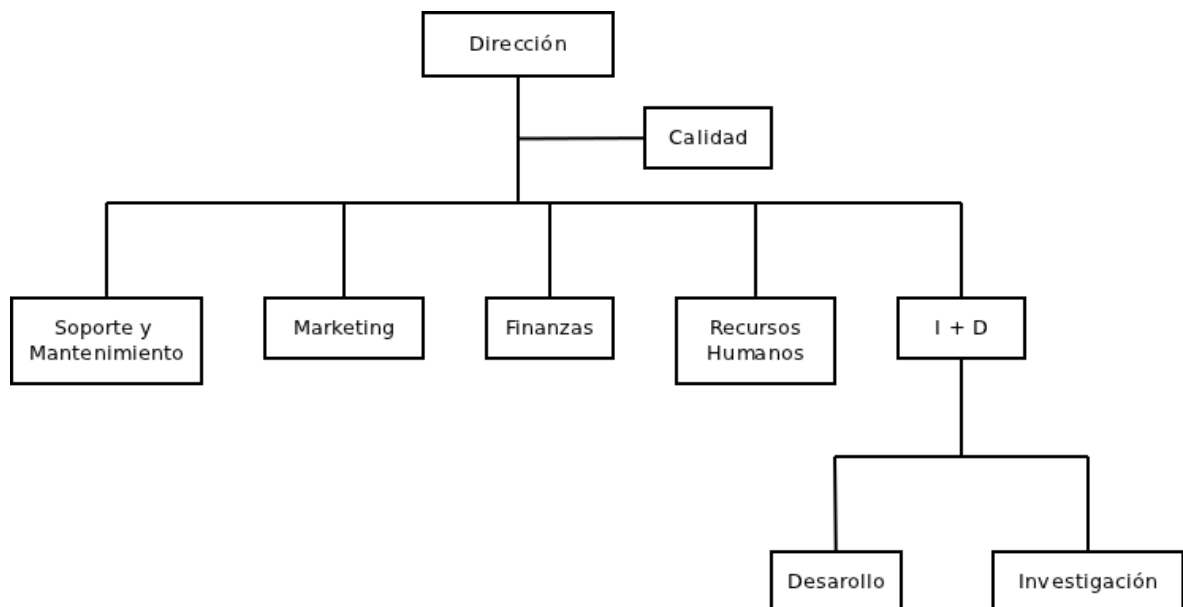 Dirección
Calidad
Soporte y
Mantenimiento
Marketing
Finanzas
Recursos
Humanos
I + D
Desarollo
Investigación